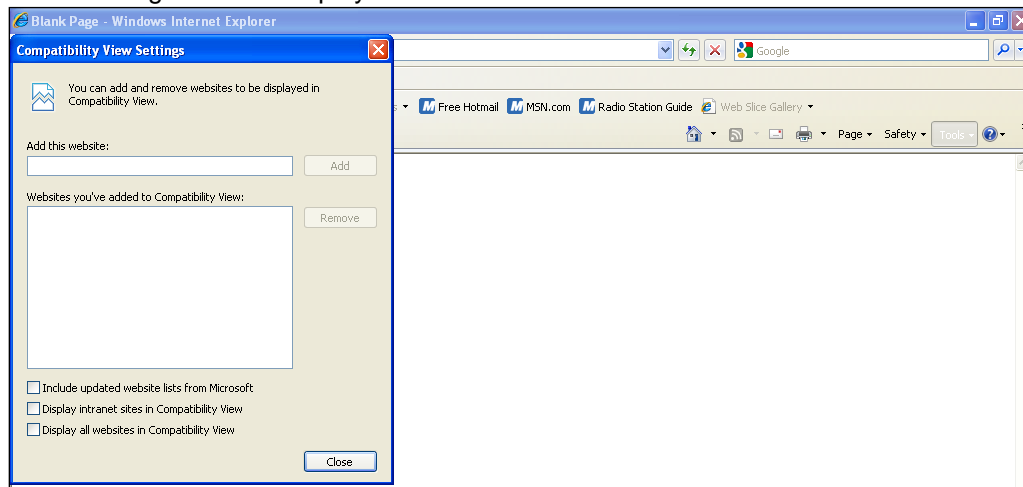 Blank Page - Windows Internet Explorer
Compatibility View Settings
Google
You can add and remove websites to be displayed in
Compatibility View.
Free Hotmail MSN.com Radio Station Guide Web Slice Gallery
Page Safety Tools
Add this website:
Add
Websites you've added to Compatibility View:
Remove
Include updated website lists from Microsoft
Display intranet sites in Compatibility View
Display all websites in Compatibility View
Close